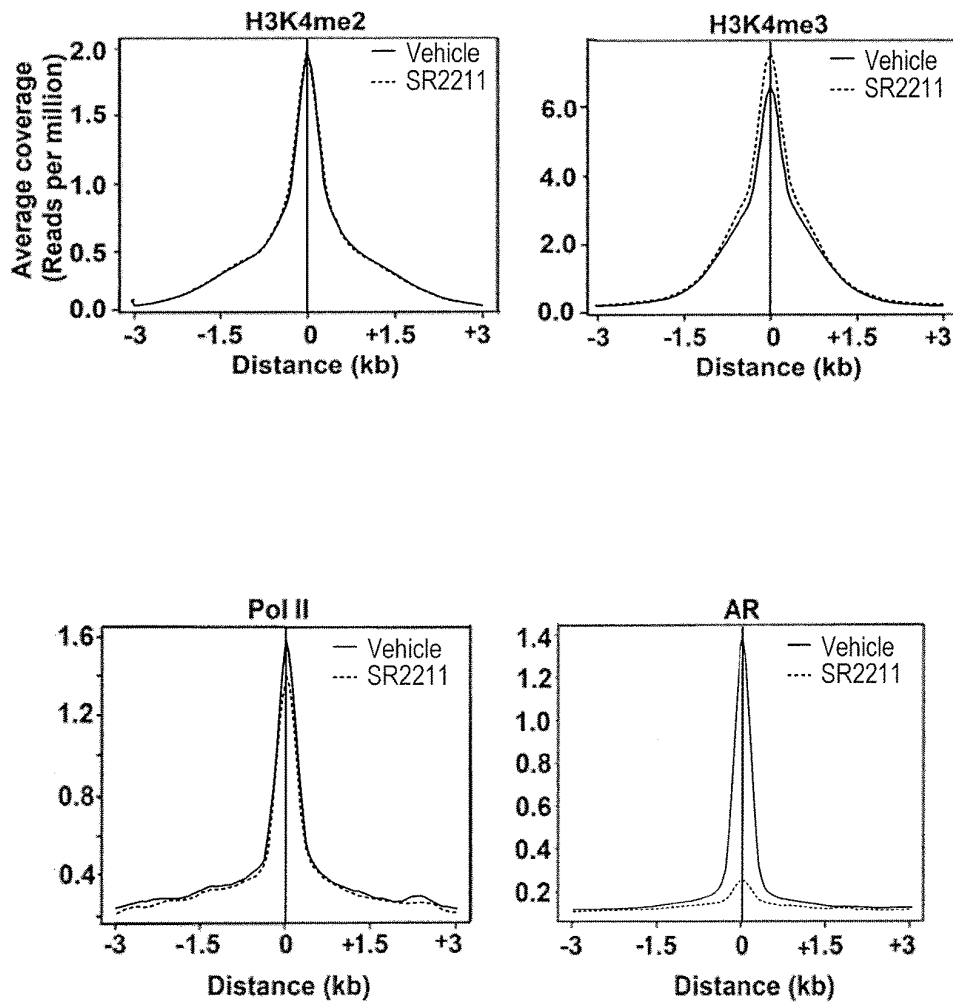 H3K4me2
Average coverage
(Reads per million)
2.0
1.5
1.0
0.5
0.0
Vehicle
SR2211
-3 -1.5 0 +1.5 +3
Distance (kb)
H3K4me3
6.0
4.0
2.0
0.0
Vehicle
SR2211
-3 -1.5 0 +1.5 +3
Distance (kb)
Pol II
1.6
1.2
0.8
0.4
Vehicle
SR2211
-3 -1.5 0 +1.5 +3
Distance (kb)
AR
1.4
1.2
1.0
0.8
0.6
0.4
0.2
Vehicle
SR2211
-3 -1.5 0 +1.5 +3
Distance (kb)